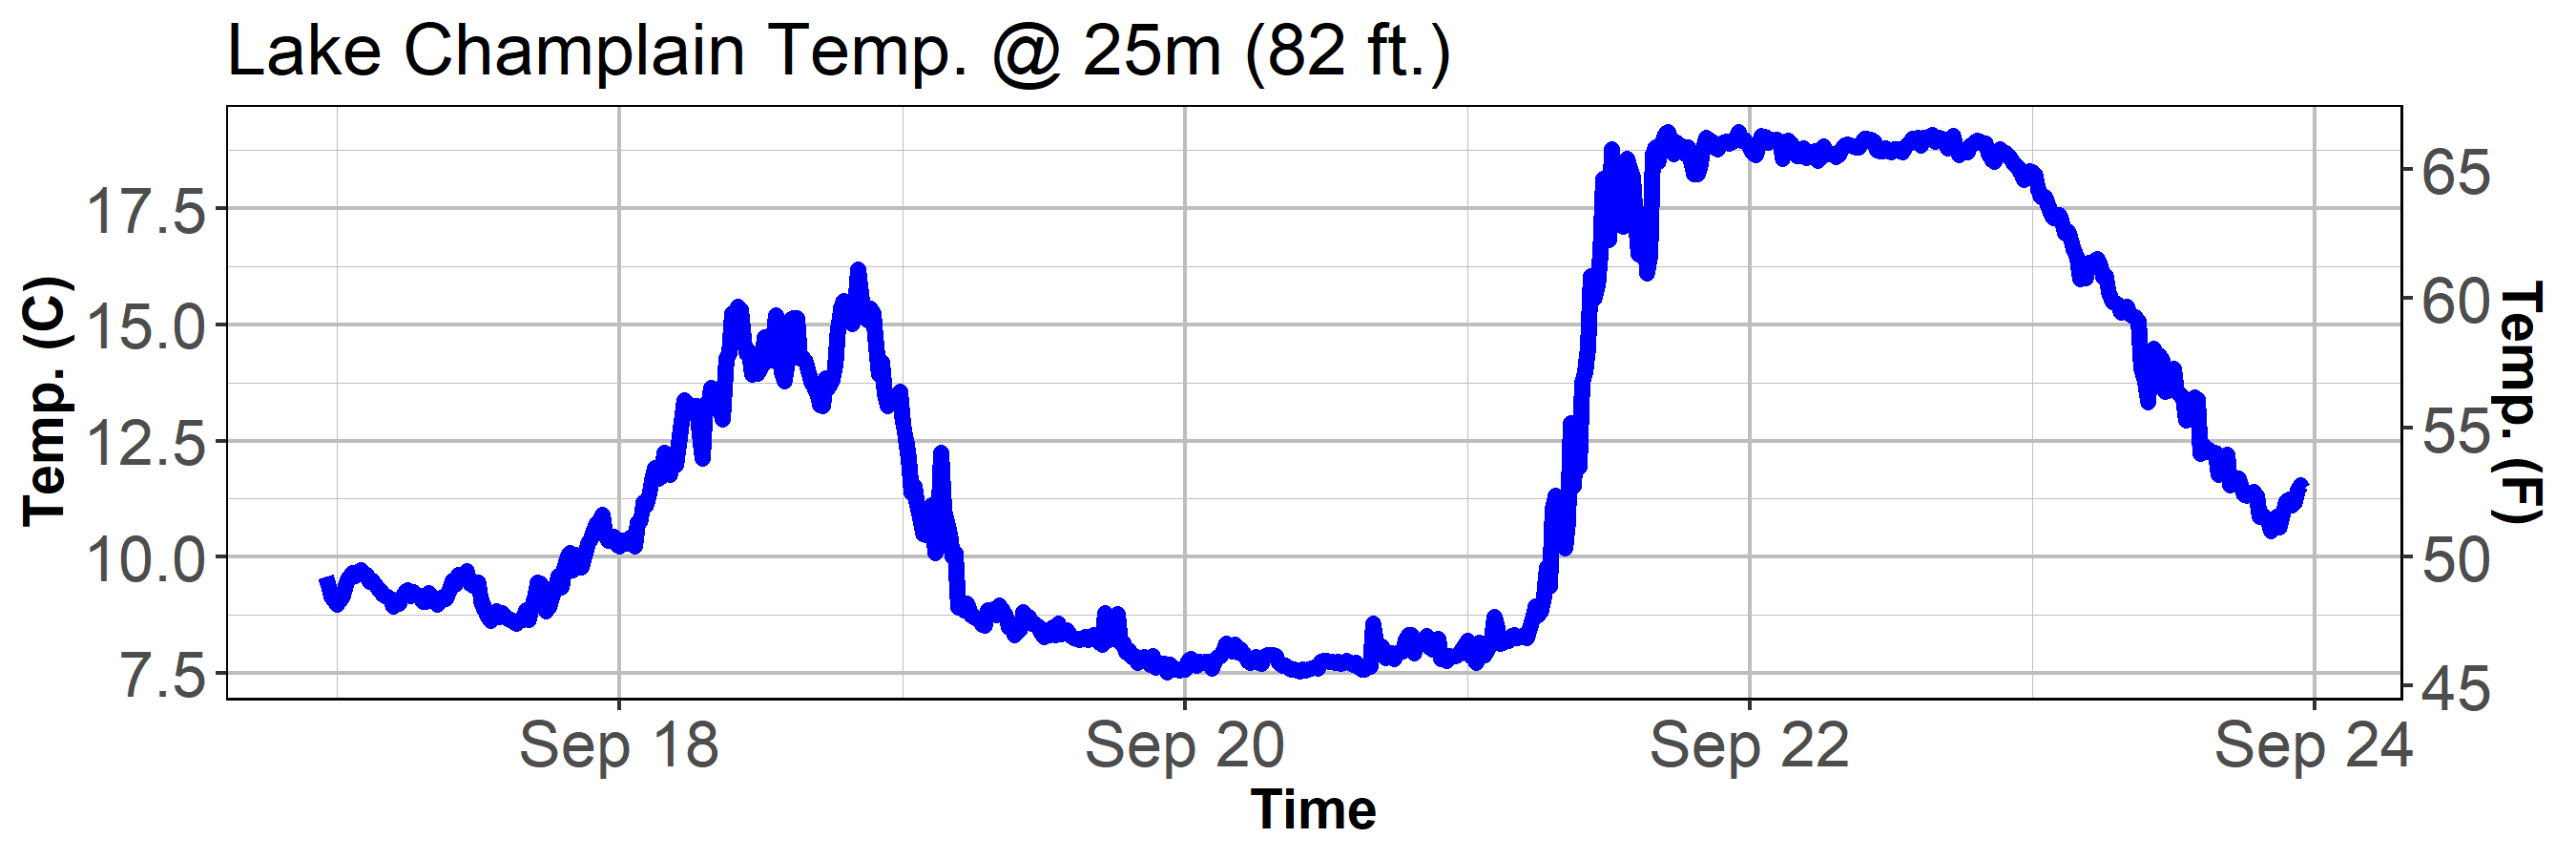 Lake Champlain Temp. @ 25m (82 ft.)
Temp. (C)
17.5
15.0
12.5
10.0
7.5
65
60
55
50
45
Temp. (F)
Sep 18
Sep 20
Sep 22
Sep 24
Time